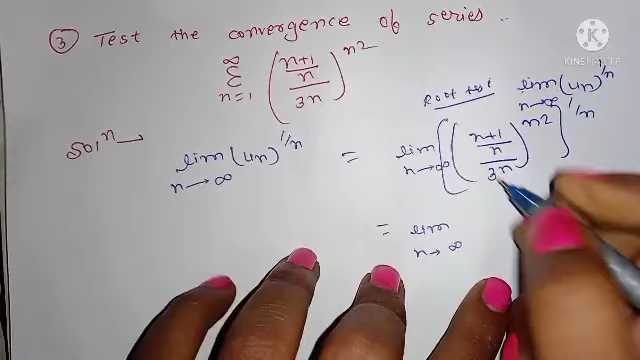 ③ Test the convergence of series..
∞ Σ n=1 ( (n+1/n) / 3n )^n2
root test lim n→∞ (un)^1/n
Sol^n → lim n→∞ (un)^1/n = lim n→∞ { ( (n+1/n) / 3n )^n2 }^1/n
= lim n→∞
KINEMASTER